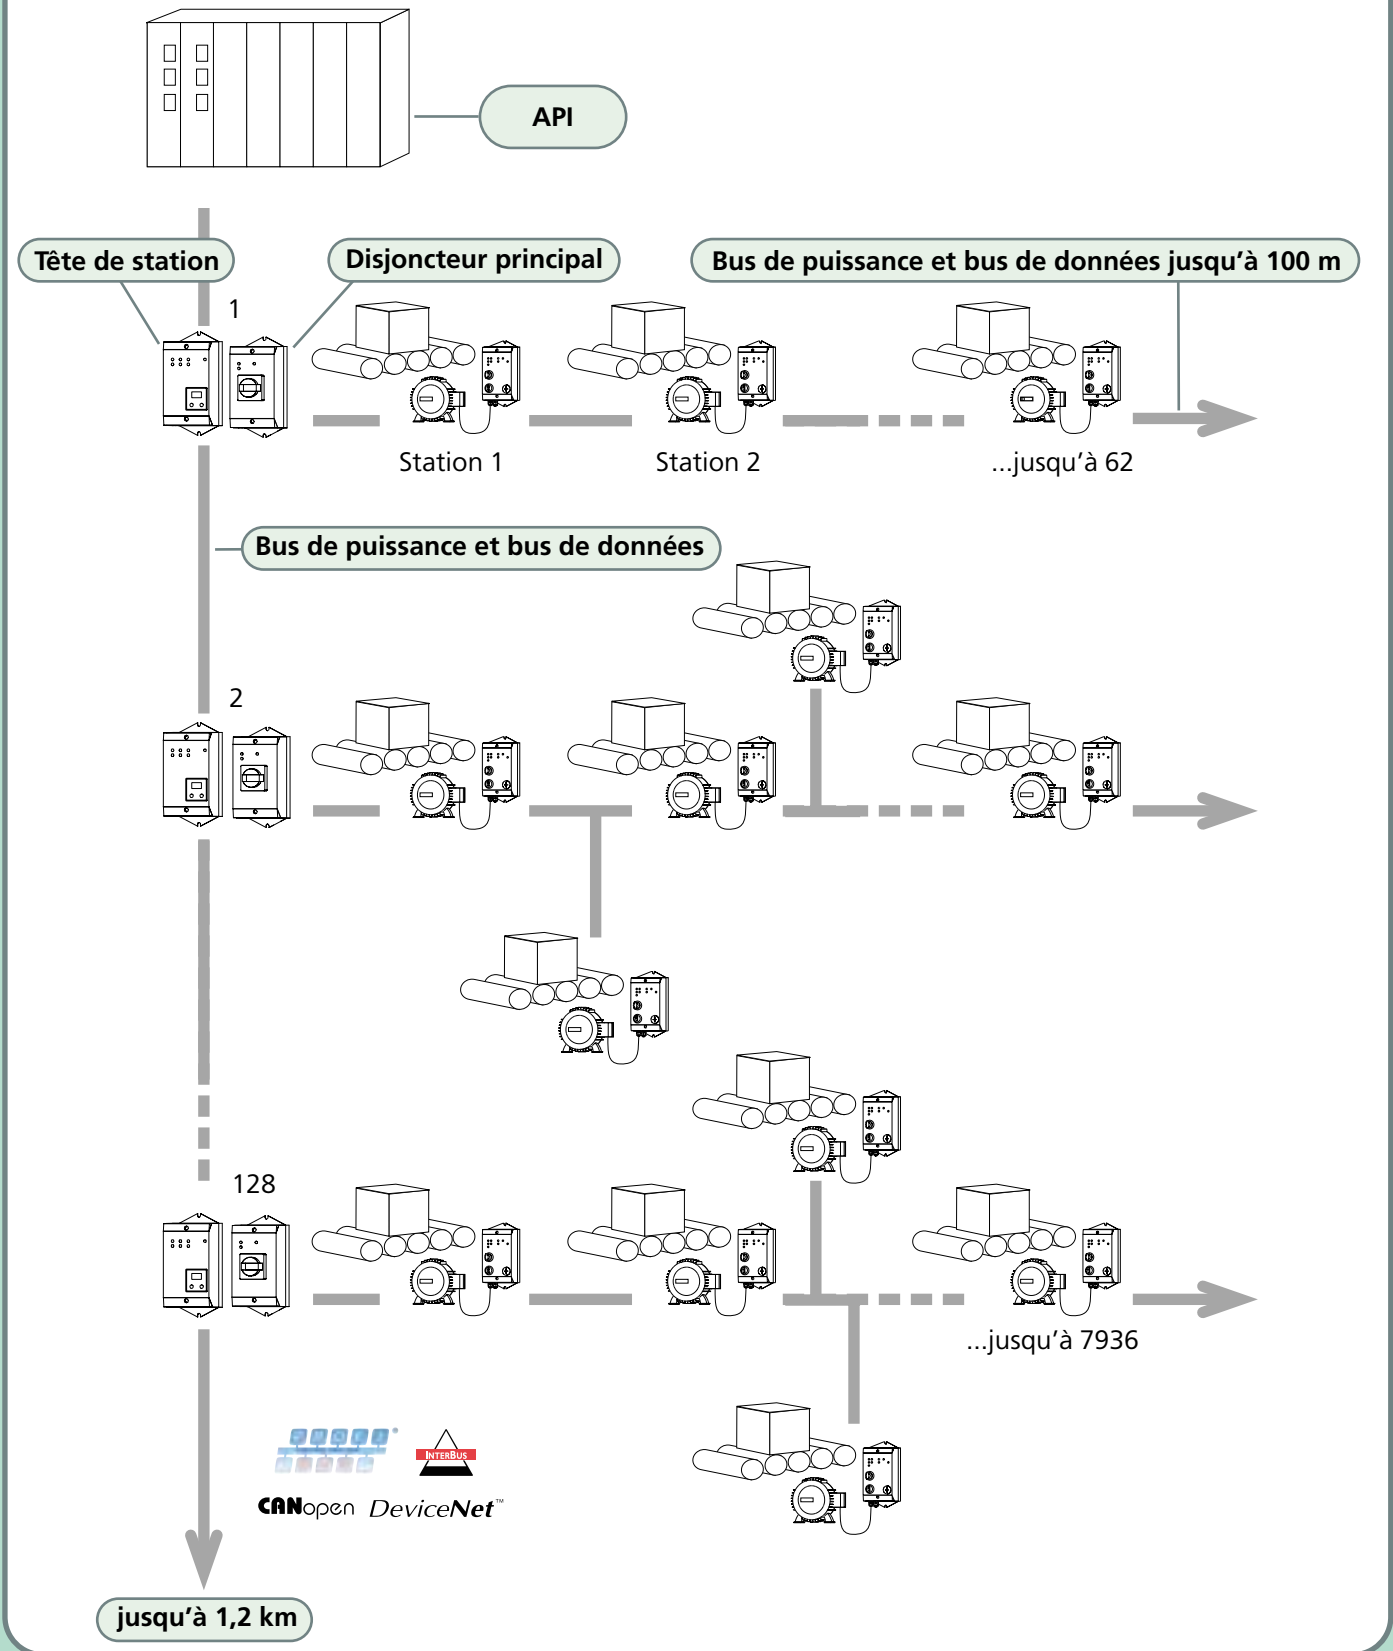 API
Tête de station
Disjoncteur principal
Bus de puissance et bus de données jusqu’à 100 m
1
Station 1
Station 2
...jusqu’à 62
Bus de puissance et bus de données
2
128
...jusqu’à 7936
INTERBUS
CANopen
DeviceNet™
jusqu’à 1,2 km